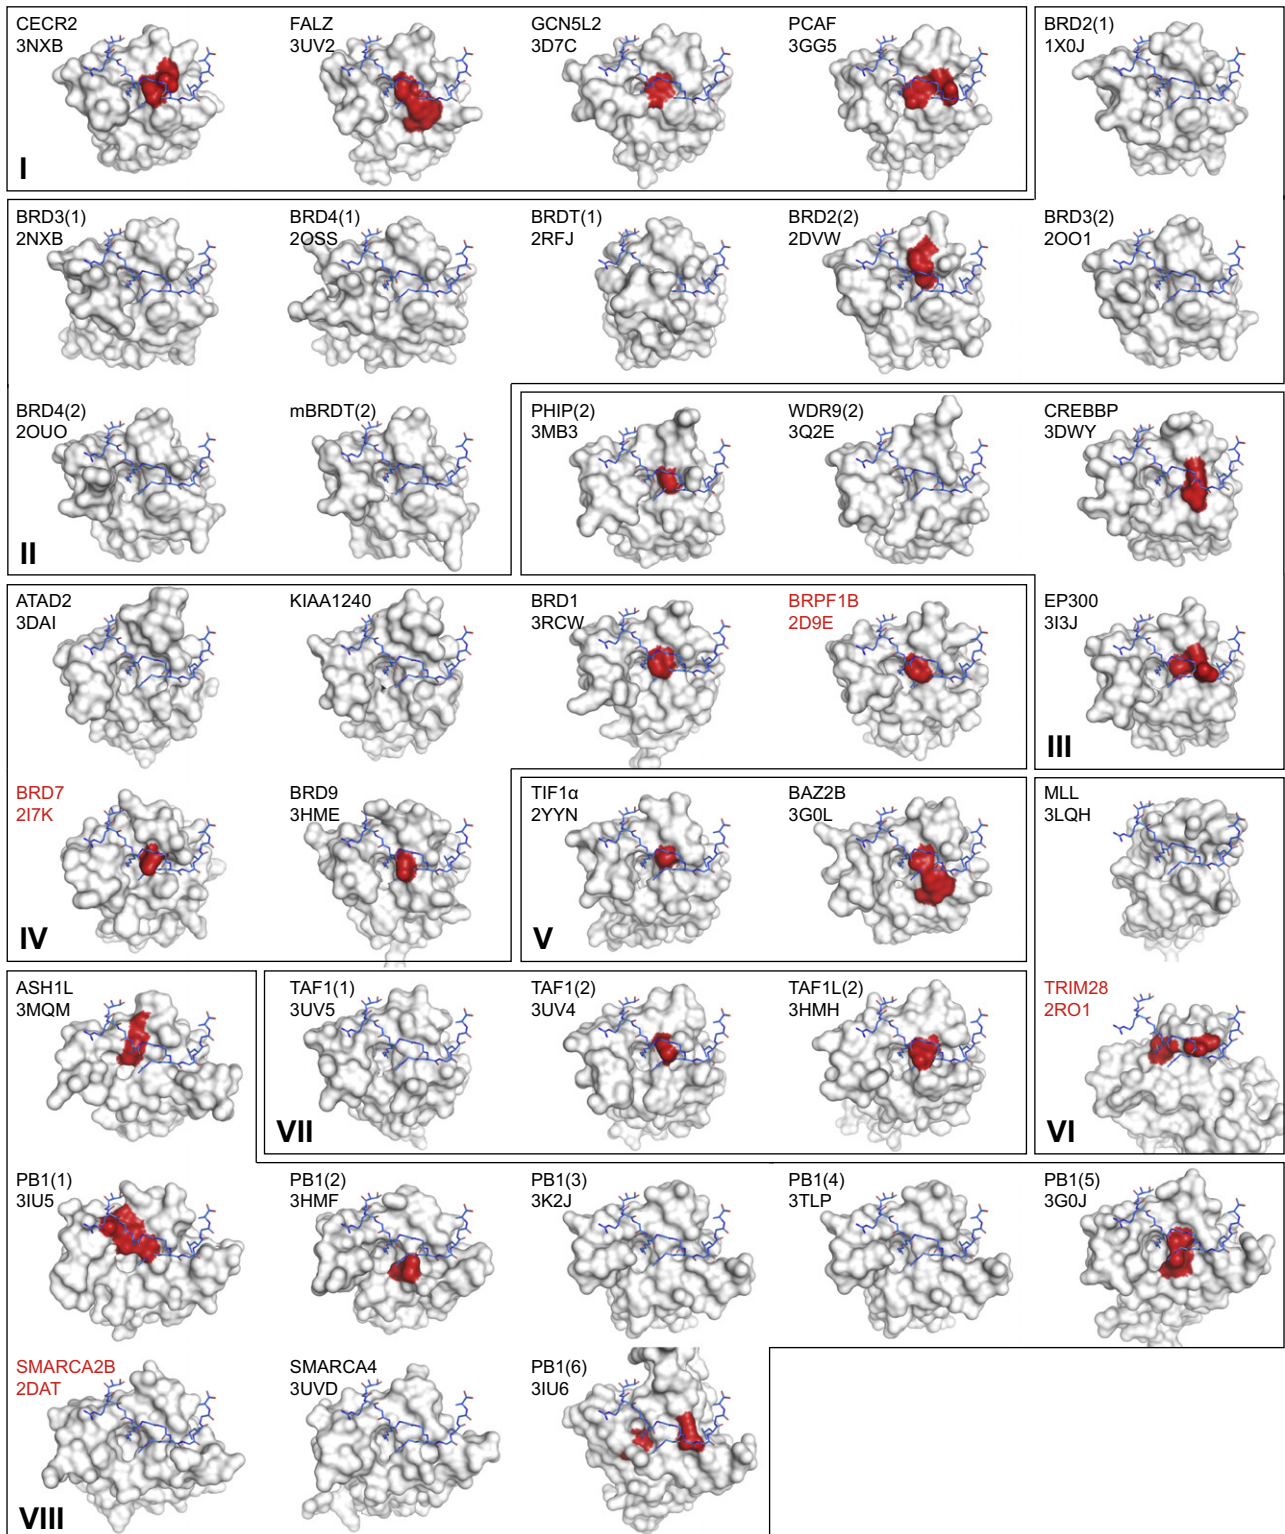 CECR2
3NXB
FALZ
3UV2
GCN5L2
3D7C
PCAF
3GG5
BRD2(1)
1X0J
I
BRD3(1)
2NXB
BRD4(1)
2OSS
BRDT(1)
2RFJ
BRD2(2)
2DVW
BRD3(2)
2OO1
BRD4(2)
2OUO
mBRDT(2)
II
PHIP(2)
3MB3
WDR9(2)
3Q2E
CREBBP
3DWY
ATAD2
3DAI
KIAA1240
BRD1
3RCW
BRPF1B
2D9E
EP300
3I3J
III
BRD7
2I7K
BRD9
3HME
IV
TIF1α
2YYN
BAZ2B
3G0L
V
MLL
3LQH
ASH1L
3MQM
TAF1(1)
3UV5
TAF1(2)
3UV4
TAF1L(2)
3HMH
VII
TRIM28
2RO1
VI
PB1(1)
3IU5
PB1(2)
3HMF
PB1(3)
3K2J
PB1(4)
3TLP
PB1(5)
3G0J
SMARCA2B
2DAT
SMARCA4
3UVD
PB1(6)
3IU6
VIII